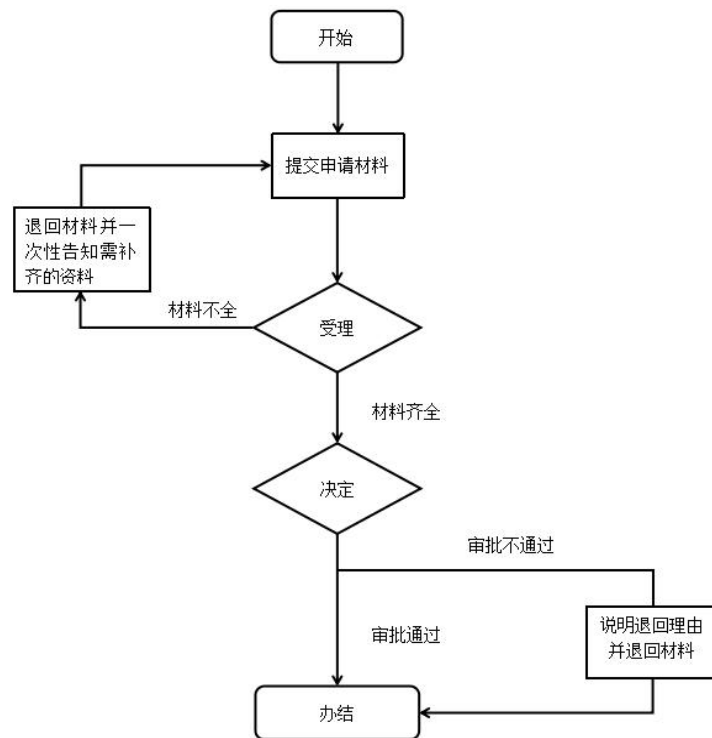 开始
提交申请材料
退回材料并一
次性告知需补
齐的资料
材料不全
受理
材料齐全
决定
审批不通过
审批通过
说明退回理由
并退回材料
办结